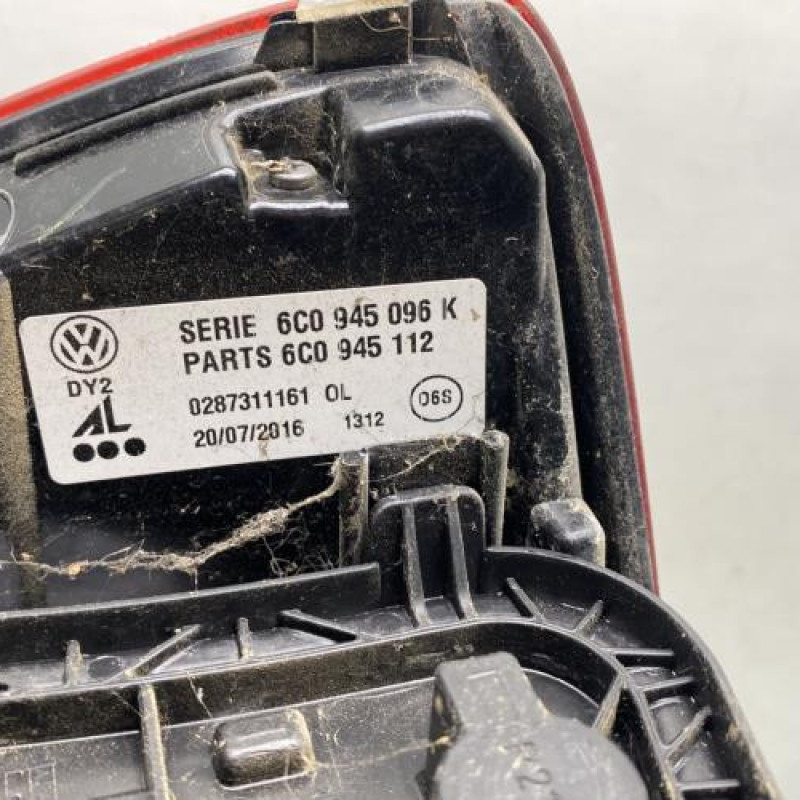 SERIE 6C0 945 096 K
PARTS 6C0 945 112
DY2
0287311161 OL
06S
AL
20/07/2016 1312